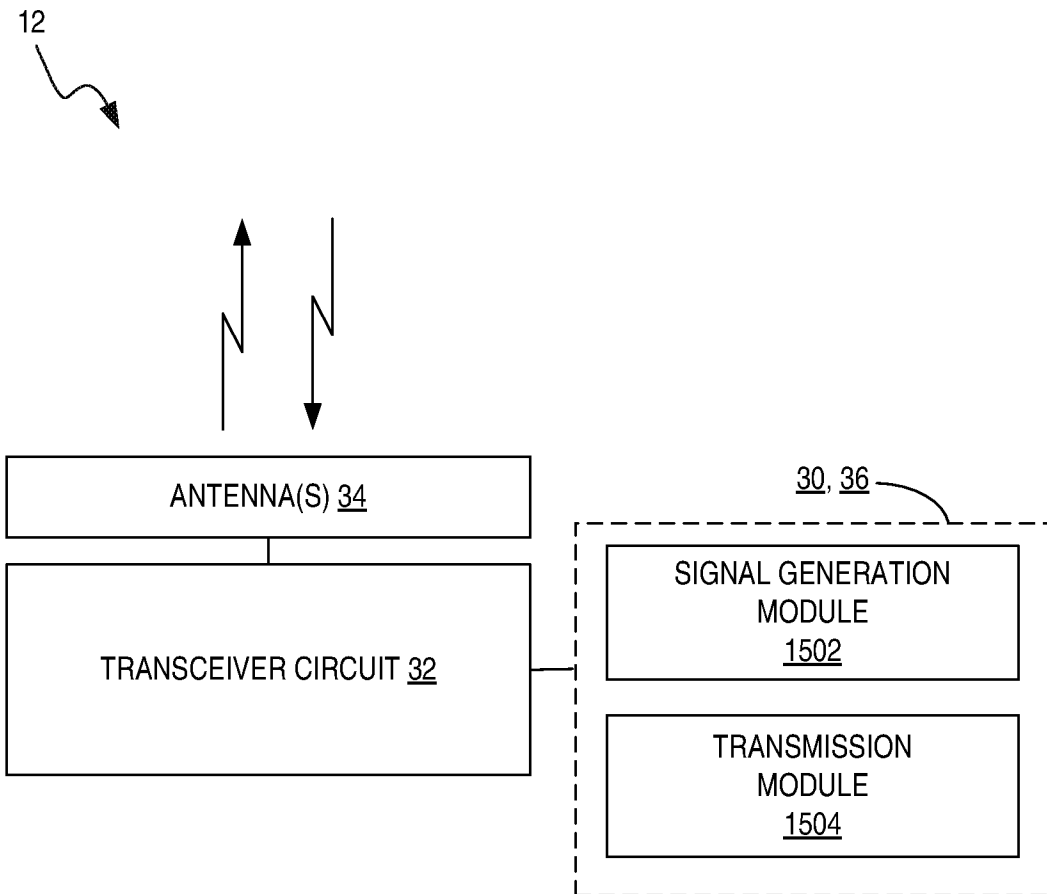 12
ANTENNA(S) 34
30, 36
SIGNAL GENERATION
MODULE
1502
TRANSCEIVER CIRCUIT 32
TRANSMISSION
MODULE
1504